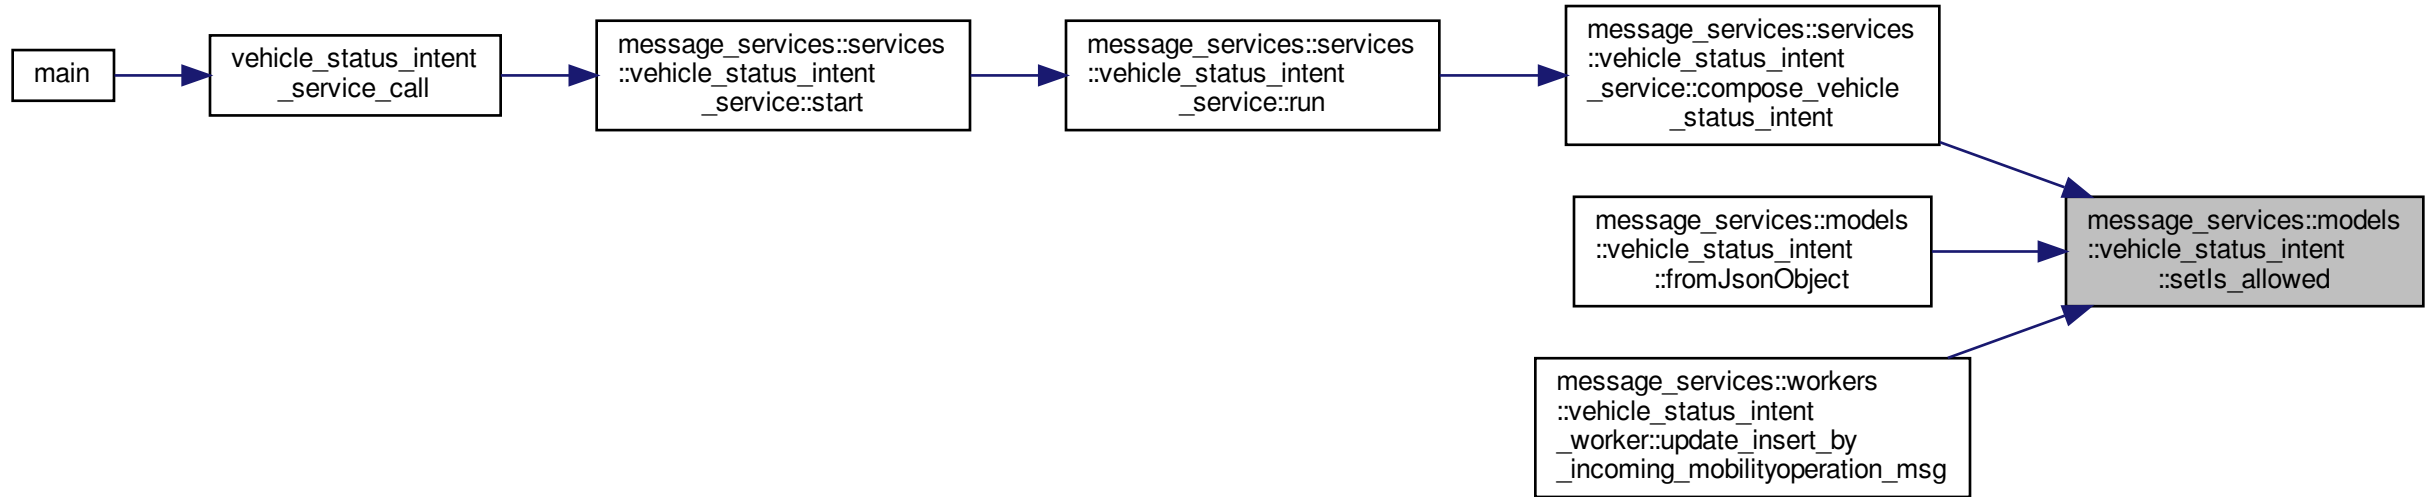 main
vehicle_status_intent
_service_call
message_services::services
::vehicle_status_intent
_service::start
message_services::services
::vehicle_status_intent
_service::run
message_services::services
::vehicle_status_intent
_service::compose_vehicle
_status_intent
message_services::models
::vehicle_status_intent
::fromJsonObject
message_services::workers
::vehicle_status_intent
_worker::update_insert_by
_incoming_mobilityoperation_msg
message_services::models
::vehicle_status_intent
::setIs_allowed